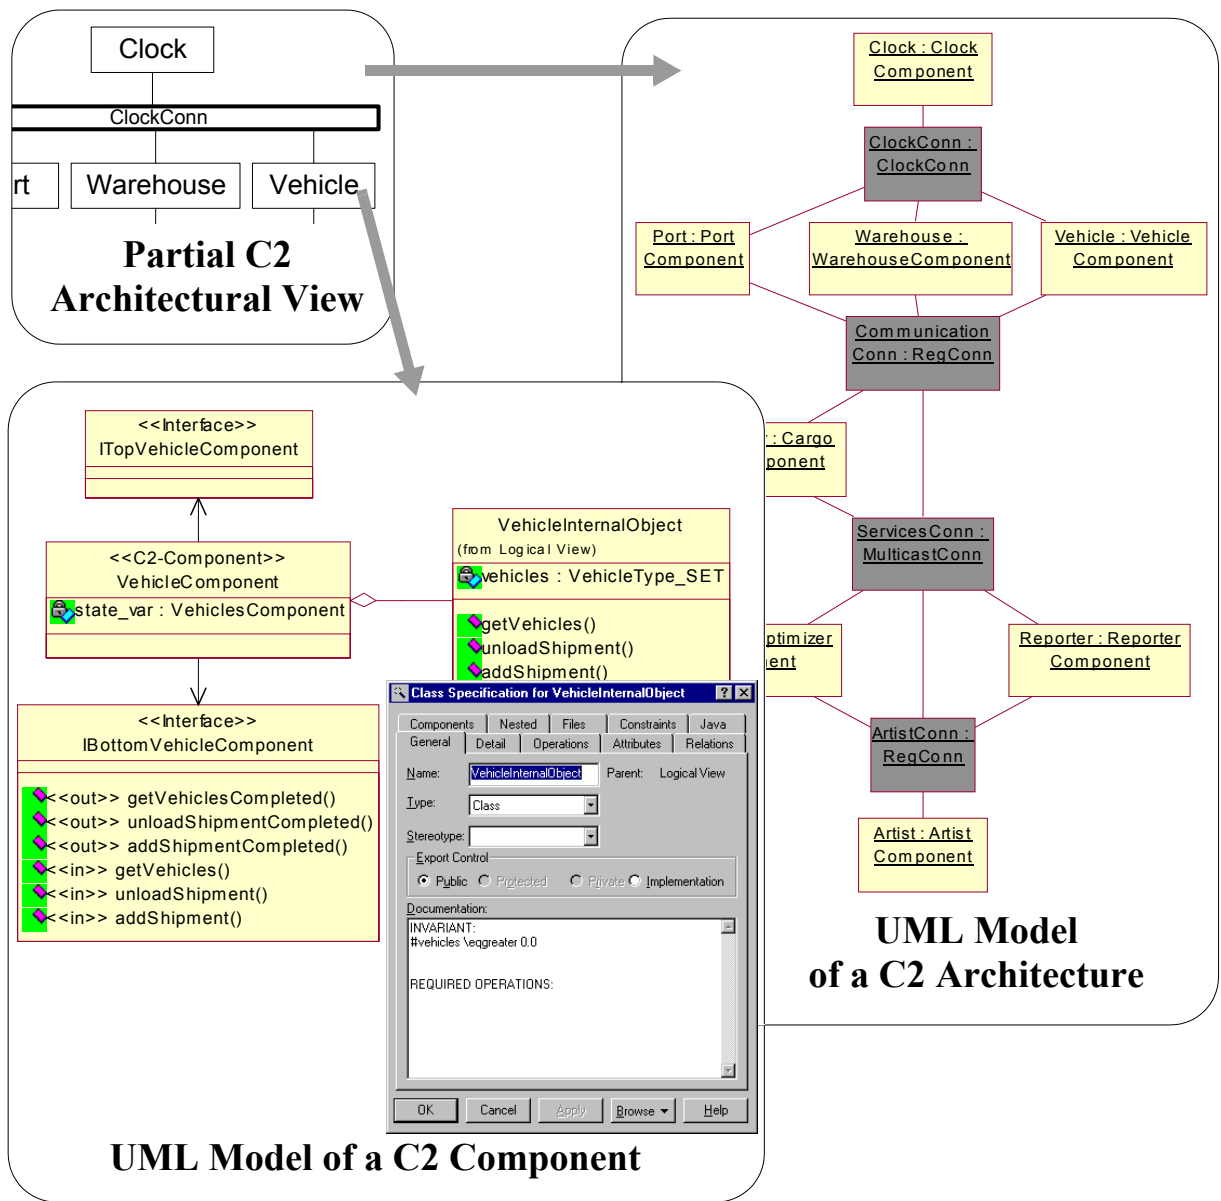 Clock
ClockConn
rt
Warehouse
Vehicle
Partial C2
Architectural View
Clock : Clock
Component
ClockConn :
ClockConn
Port : Port
Component
Warehouse :
WarehouseComponent
Vehicle : Vehicle
Component
Communication
Conn : RegConn
r : Cargo
ponent
ServicesConn :
MulticastConn
ptimizer
nent
Reporter : Reporter
Component
ArtistConn :
RegConn
Artist : Artist
Component
UML Model
of a C2 Architecture
<<Interface>>
ITopVehicleComponent
<<C2-Component>>
VehicleComponent
state_var : VehiclesComponent
VehicleInternalObject
(from Logical View)
vehicles : VehicleType_SET
getVehicles()
unloadShipment()
addShipment()
<<Interface>>
IBottomVehicleComponent
<<out>> getVehiclesCompleted()
<<out>> unloadShipmentCompleted()
<<out>> addShipmentCompleted()
<<in>> getVehicles()
<<in>> unloadShipment()
<<in>> addShipment()
Class Specification for VehicleInternalObject
Components Nested Files Constraints Java
General Detail Operations Attributes Relations
Name: VehicleInternalObject Parent: Logical View
Type: Class
Stereotype:
Export Control
Public Protected Private Implementation
Documentation:
INVARIANT:
#vehicles \eqgreater 0.0
REQUIRED OPERATIONS:
OK Cancel Apply Browse Help
UML Model of a C2 Component